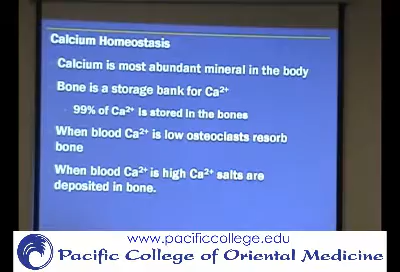 Calcium Homeostasis
Calcium is most abundant mineral in the body
Bone is a storage bank for Ca²⁺
99% of Ca²⁺ is stored in the bones
When blood Ca²⁺ is low osteoclasts resorb
bone
When blood Ca²⁺ is high Ca²⁺ salts are
deposited in bone.
www.pacificcollege.edu
Pacific College of Oriental Medicine